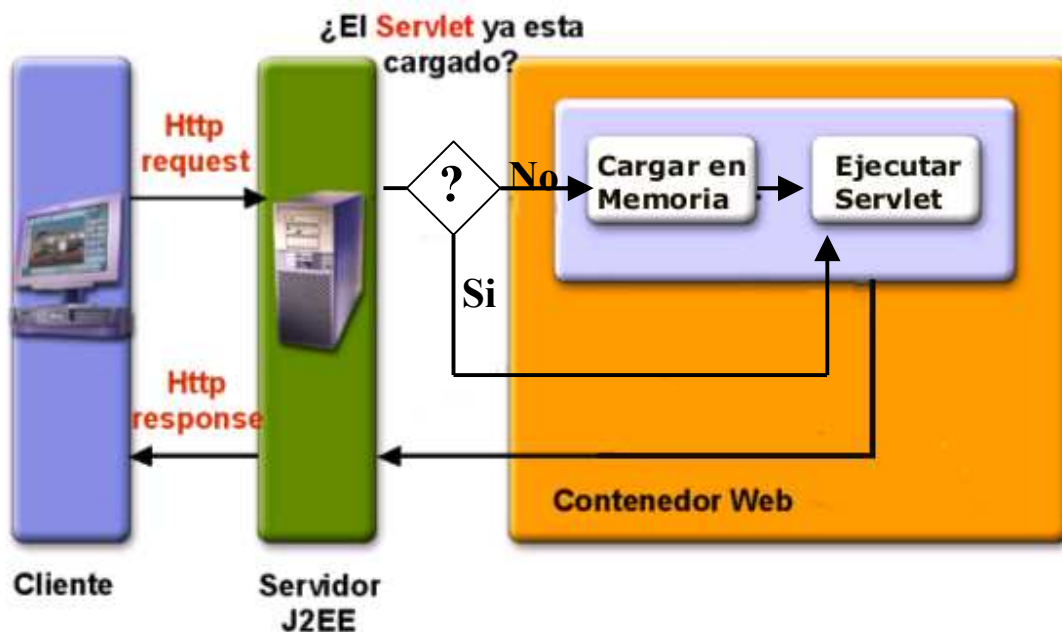 ¿El Servlet ya esta
cargado?
Http
request
?
No
Cargar en
Memoria
Ejecutar
Servlet
Si
Http
response
Contenedor Web
Cliente
Servidor
J2EE